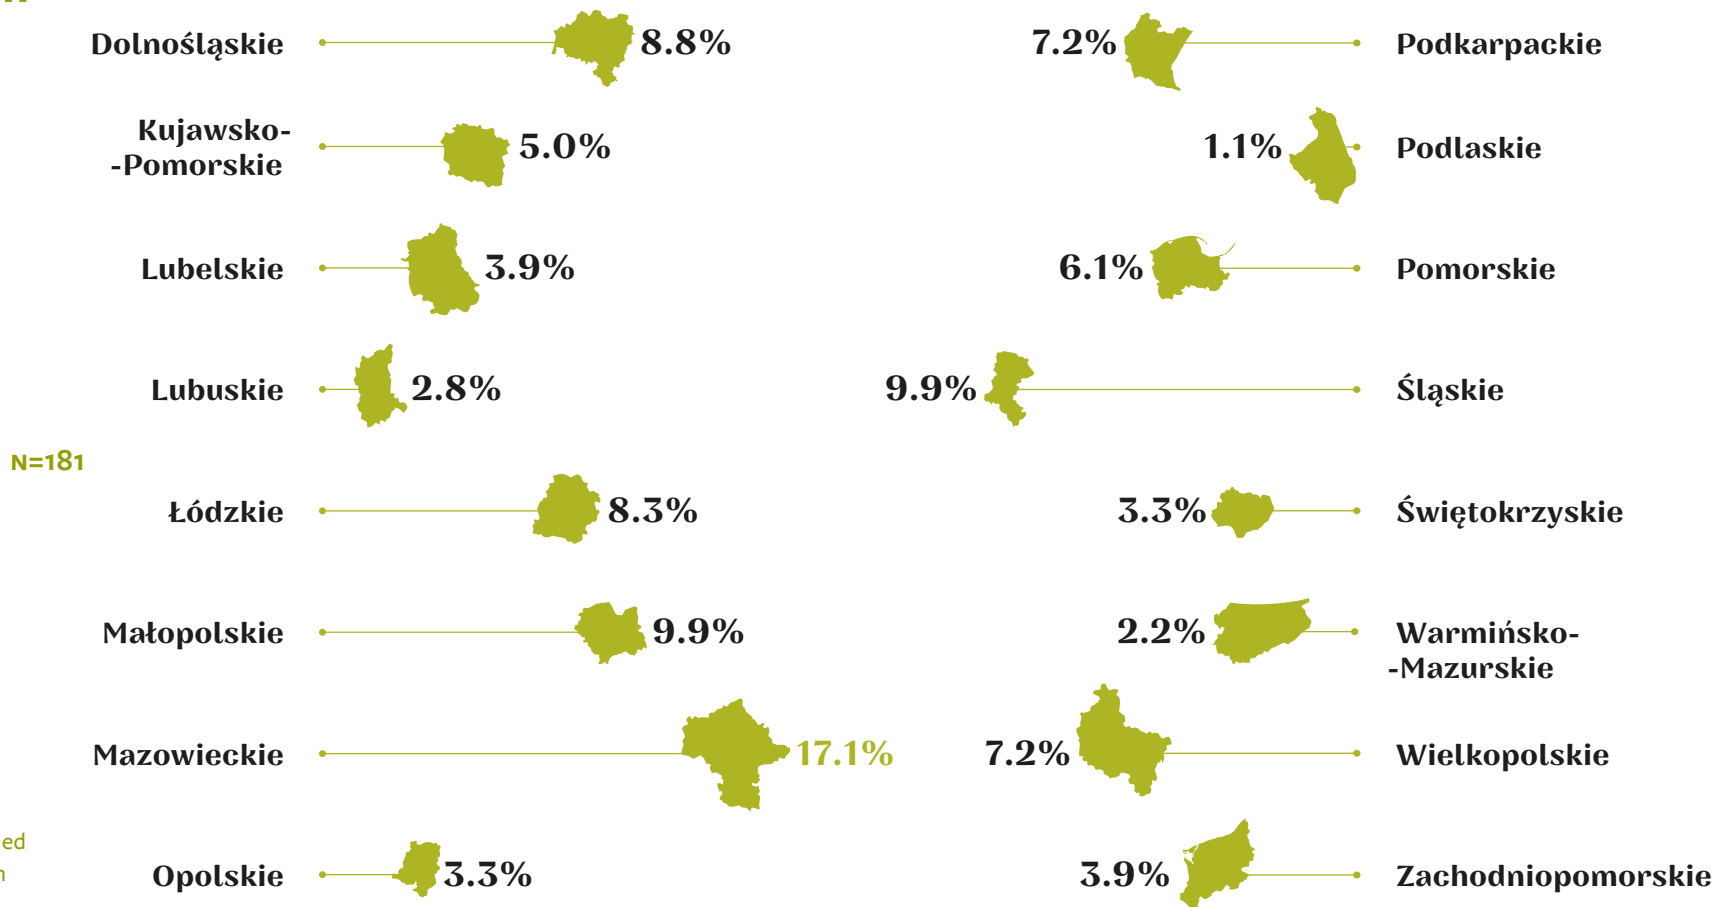 Dolnośląskie
8.8%
Kujawsko-
-Pomorskie
5.0%
Lubelskie
3.9%
Lubuskie
2.8%
N=181
Łódzkie
8.3%
Małopolskie
9.9%
Mazowieckie
17.1%
ed
Opolskie
3.3%
7.2%
Podkarpackie
1.1%
Podlaskie
6.1%
Pomorskie
9.9%
Śląskie
3.3%
Świętokrzyskie
2.2%
Warmińsko-
-Mazurskie
7.2%
Wielkopolskie
3.9%
Zachodniopomorskie